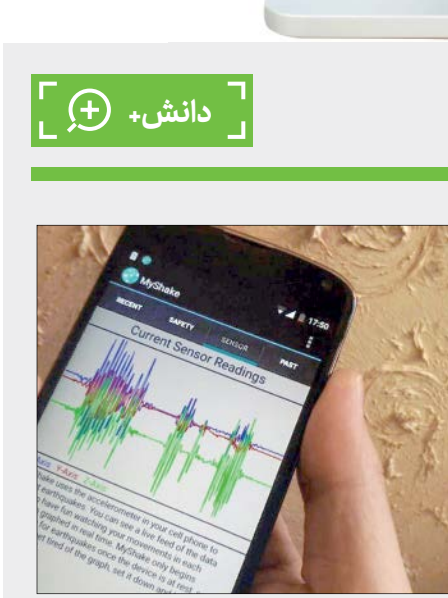 دانش+
17:50
MyShake
RECENT SAFETY SENSOR PAST
Current Sensor Readings
Axis Y-Axis Z-Axis
hake uses the accelerometer in your cell phone to
earthquakes. You can see a live feed of the data
have fun watching your movements in each
graphed in real time. MyShake only begins
for earthquakes once the device is at rest.
et tired of the graph, set it down and